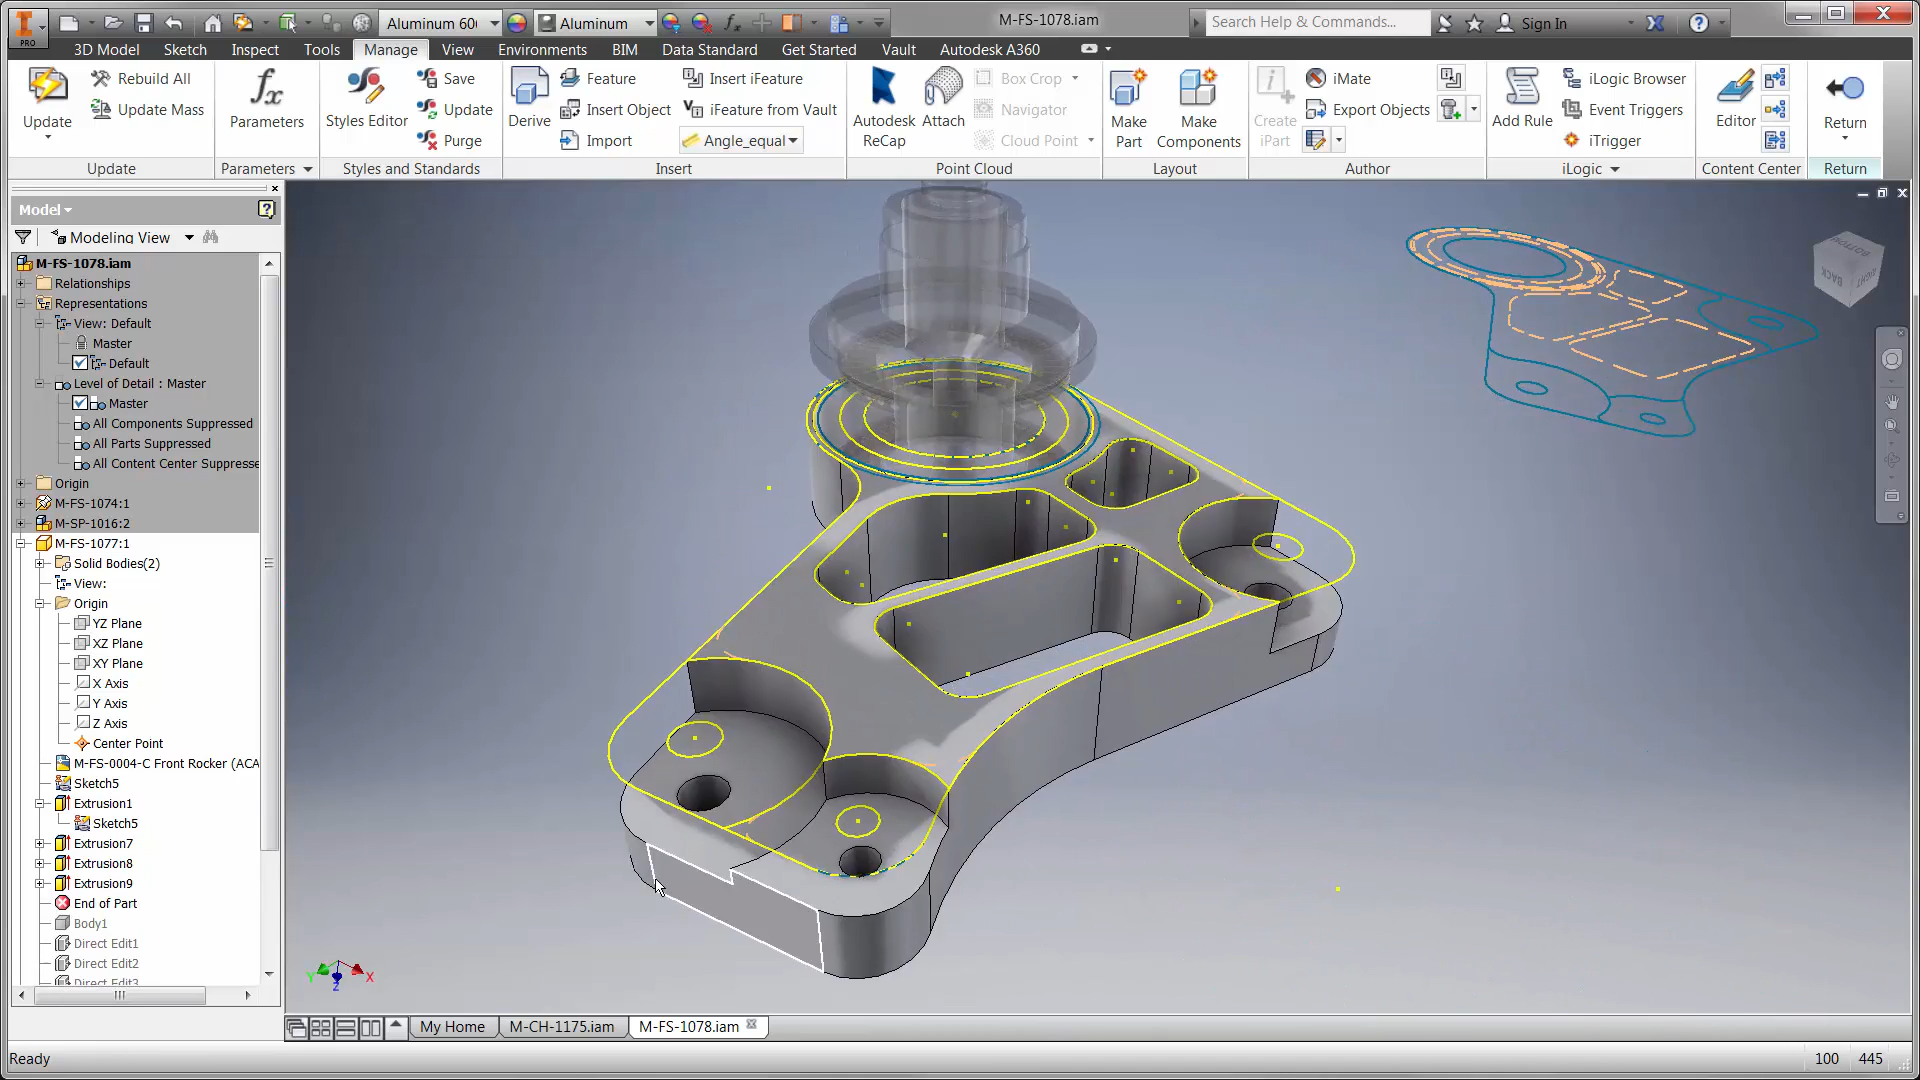 PRO
Aluminum 606
Aluminum
fx
M-FS-1078.iam
Search Help & Commands...
Sign In
3D Model
Sketch
Inspect
Tools
Manage
View
Environments
BIM
Data Standard
Get Started
Vault
Autodesk A360
Update
Rebuild All
Update Mass
Update
fx
Parameters
Parameters
Styles Editor
Save
Update
Purge
Styles and Standards
Derive
Feature
Insert Object
Import
Insert iFeature
iFeature from Vault
Angle_equal
Insert
Autodesk ReCap
Attach
Box Crop
Navigator
Cloud Point
Point Cloud
Make Part
Make Components
Layout
Create iPart
iMate
Export Objects
Author
Add Rule
iLogic Browser
Event Triggers
iTrigger
iLogic
Editor
Content Center
Return
Return
Model
Modeling View
M-FS-1078.iam
Relationships
Representations
View: Default
Master
Default
Level of Detail : Master
Master
All Components Suppressed
All Parts Suppressed
All Content Center Suppresse
Origin
M-FS-1074:1
M-SP-1016:2
M-FS-1077:1
Solid Bodies(2)
View:
Origin
YZ Plane
XZ Plane
XY Plane
X Axis
Y Axis
Z Axis
Center Point
M-FS-0004-C Front Rocker (ACA
Sketch5
Extrusion1
Sketch5
Extrusion7
Extrusion8
Extrusion9
End of Part
Body1
Direct Edit1
Direct Edit2
Direct Edit3
BOTTOM
BACK
RIGHT
Y
X
Z
My Home
M-CH-1175.iam
M-FS-1078.iam
Ready
100
445